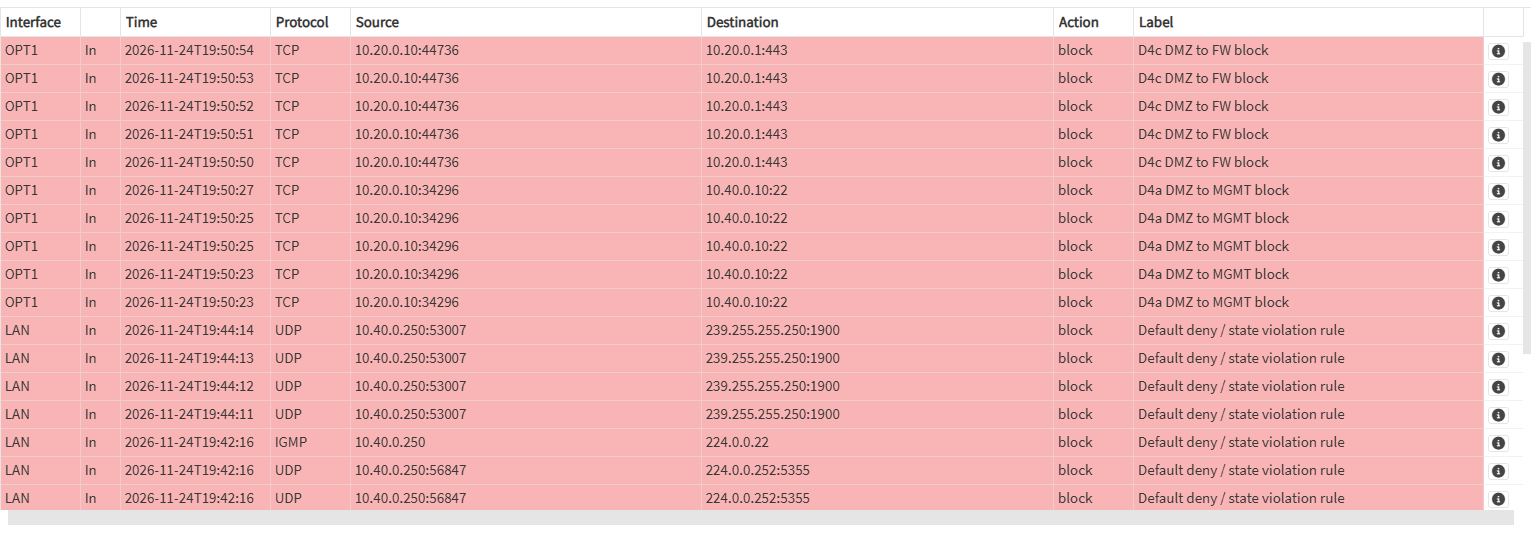 Interface Time Protocol Source Destination Action Label
OPT1 In 2026-11-24T19:50:54 TCP 10.20.0.10:44736 10.20.0.1:443 block D4c DMZ to FW block
OPT1 In 2026-11-24T19:50:53 TCP 10.20.0.10:44736 10.20.0.1:443 block D4c DMZ to FW block
OPT1 In 2026-11-24T19:50:52 TCP 10.20.0.10:44736 10.20.0.1:443 block D4c DMZ to FW block
OPT1 In 2026-11-24T19:50:51 TCP 10.20.0.10:44736 10.20.0.1:443 block D4c DMZ to FW block
OPT1 In 2026-11-24T19:50:50 TCP 10.20.0.10:44736 10.20.0.1:443 block D4c DMZ to FW block
OPT1 In 2026-11-24T19:50:27 TCP 10.20.0.10:34296 10.40.0.10:22 block D4a DMZ to MGMT block
OPT1 In 2026-11-24T19:50:25 TCP 10.20.0.10:34296 10.40.0.10:22 block D4a DMZ to MGMT block
OPT1 In 2026-11-24T19:50:25 TCP 10.20.0.10:34296 10.40.0.10:22 block D4a DMZ to MGMT block
OPT1 In 2026-11-24T19:50:23 TCP 10.20.0.10:34296 10.40.0.10:22 block D4a DMZ to MGMT block
OPT1 In 2026-11-24T19:50:23 TCP 10.20.0.10:34296 10.40.0.10:22 block D4a DMZ to MGMT block
LAN In 2026-11-24T19:44:14 UDP 10.40.0.250:53007 239.255.255.250:1900 block Default deny / state violation rule
LAN In 2026-11-24T19:44:13 UDP 10.40.0.250:53007 239.255.255.250:1900 block Default deny / state violation rule
LAN In 2026-11-24T19:44:12 UDP 10.40.0.250:53007 239.255.255.250:1900 block Default deny / state violation rule
LAN In 2026-11-24T19:44:11 UDP 10.40.0.250:53007 239.255.255.250:1900 block Default deny / state violation rule
LAN In 2026-11-24T19:42:16 IGMP 10.40.0.250 224.0.0.22 block Default deny / state violation rule
LAN In 2026-11-24T19:42:16 UDP 10.40.0.250:56847 224.0.0.252:5355 block Default deny / state violation rule
LAN In 2026-11-24T19:42:16 UDP 10.40.0.250:56847 224.0.0.252:5355 block Default deny / state violation rule